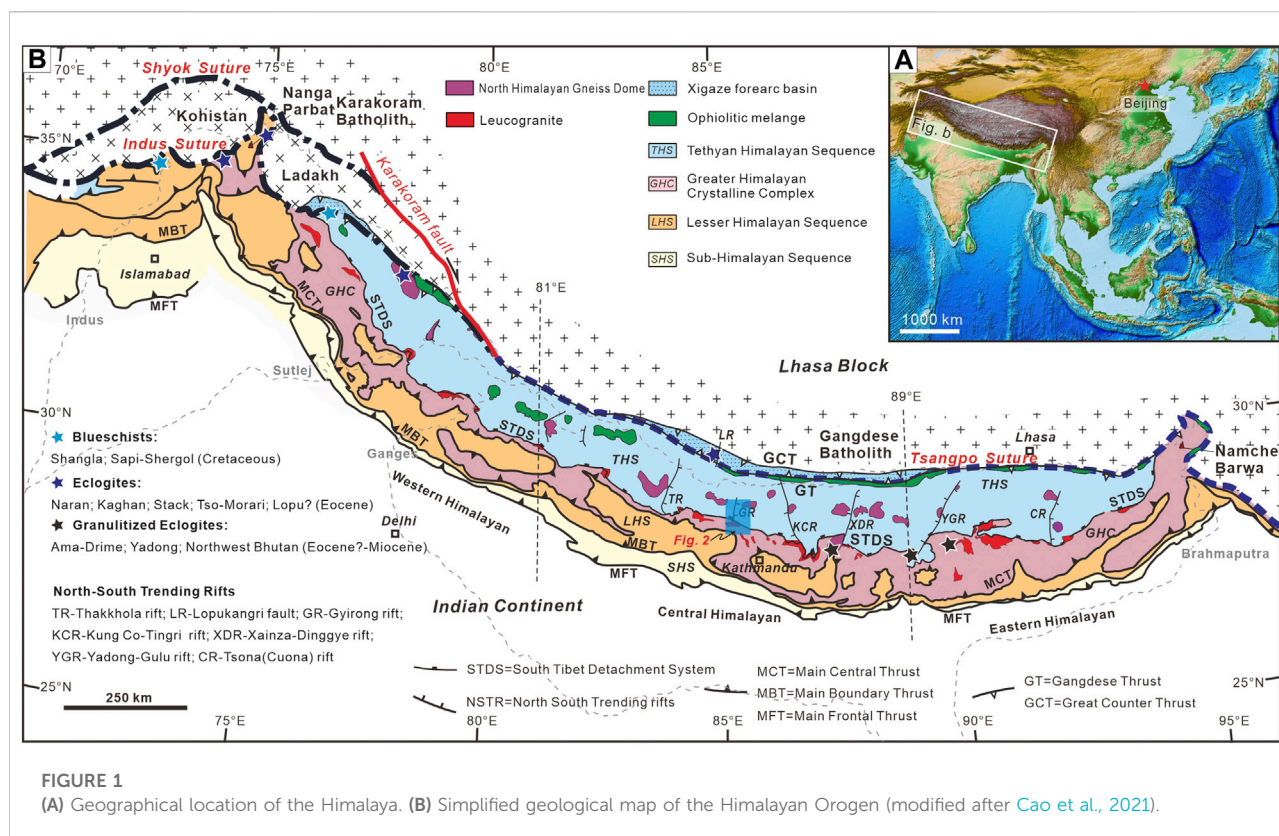 B
70°E
Shyok Suture
75°E
80°E
85°E
Nanga
Parbat
Karakoram
Batholith
Kohistan
35°N
Indus Suture
Ladakh
Karakoram fault
MBT
Islamabad
MFT
Indus
MCT
GHC
STDS
Sutlej
81°E
North Himalayan Gneiss Dome
Leucogranite
Xigaze forearc basin
Ophiolitic melange
THS
Tethyan Himalayan Sequence
GHC
Greater Himalayan
Crystalline Complex
LHS
Lesser Himalayan Sequence
SHS
Sub-Himalayan Sequence
A
Beijing
Fig. b
1000 km
Lhasa Block
30°N
89°E
30°N
MBT
Ganges
STDS
THS
LR
GCT
Gangdese
Batholith
Lhasa
Tsangpo Suture
Namche
Barwa
GT
THS
STDS
TR
GR
KCR
XDR
STDS
YGR
CR
GHC
Western Himalayan
LHS
Fig. 2
MBT
Kathmandu
MCT
Brahmaputra
MFT
SHS
Central Himalayan
MFT
Eastern Himalayan
Indian Continent
Delhi
Blueschists:
Shangla; Sapi-Shergol (Cretaceous)
Eclogites:
Naran; Kaghan; Stack; Tso-Morari; Lopu? (Eocene)
Granulitized Eclogites:
Ama-Drime; Yadong; Northwest Bhutan (Eocene?-Miocene)
North-South Trending Rifts
TR-Thakkhola rift; LR-Lopukangri fault; GR-Gyirong rift;
KCR-Kung Co-Tingri rift; XDR-Xainza-Dinggye rift;
YGR-Yadong-Gulu rift; CR-Tsona(Cuona) rift
25°N
250 km
STDS=South Tibet Detachment System
NSTR=North South Trending rifts
MCT=Main Central Thrust
MBT=Main Boundary Thrust
MFT=Main Frontal Thrust
GT=Gangdese Thrust
GCT=Great Counter Thrust
25°N
75°E
80°E
85°E
90°E
95°E
FIGURE 1
(A) Geographical location of the Himalaya. (B) Simplified geological map of the Himalayan Orogen (modified after Cao et al., 2021).